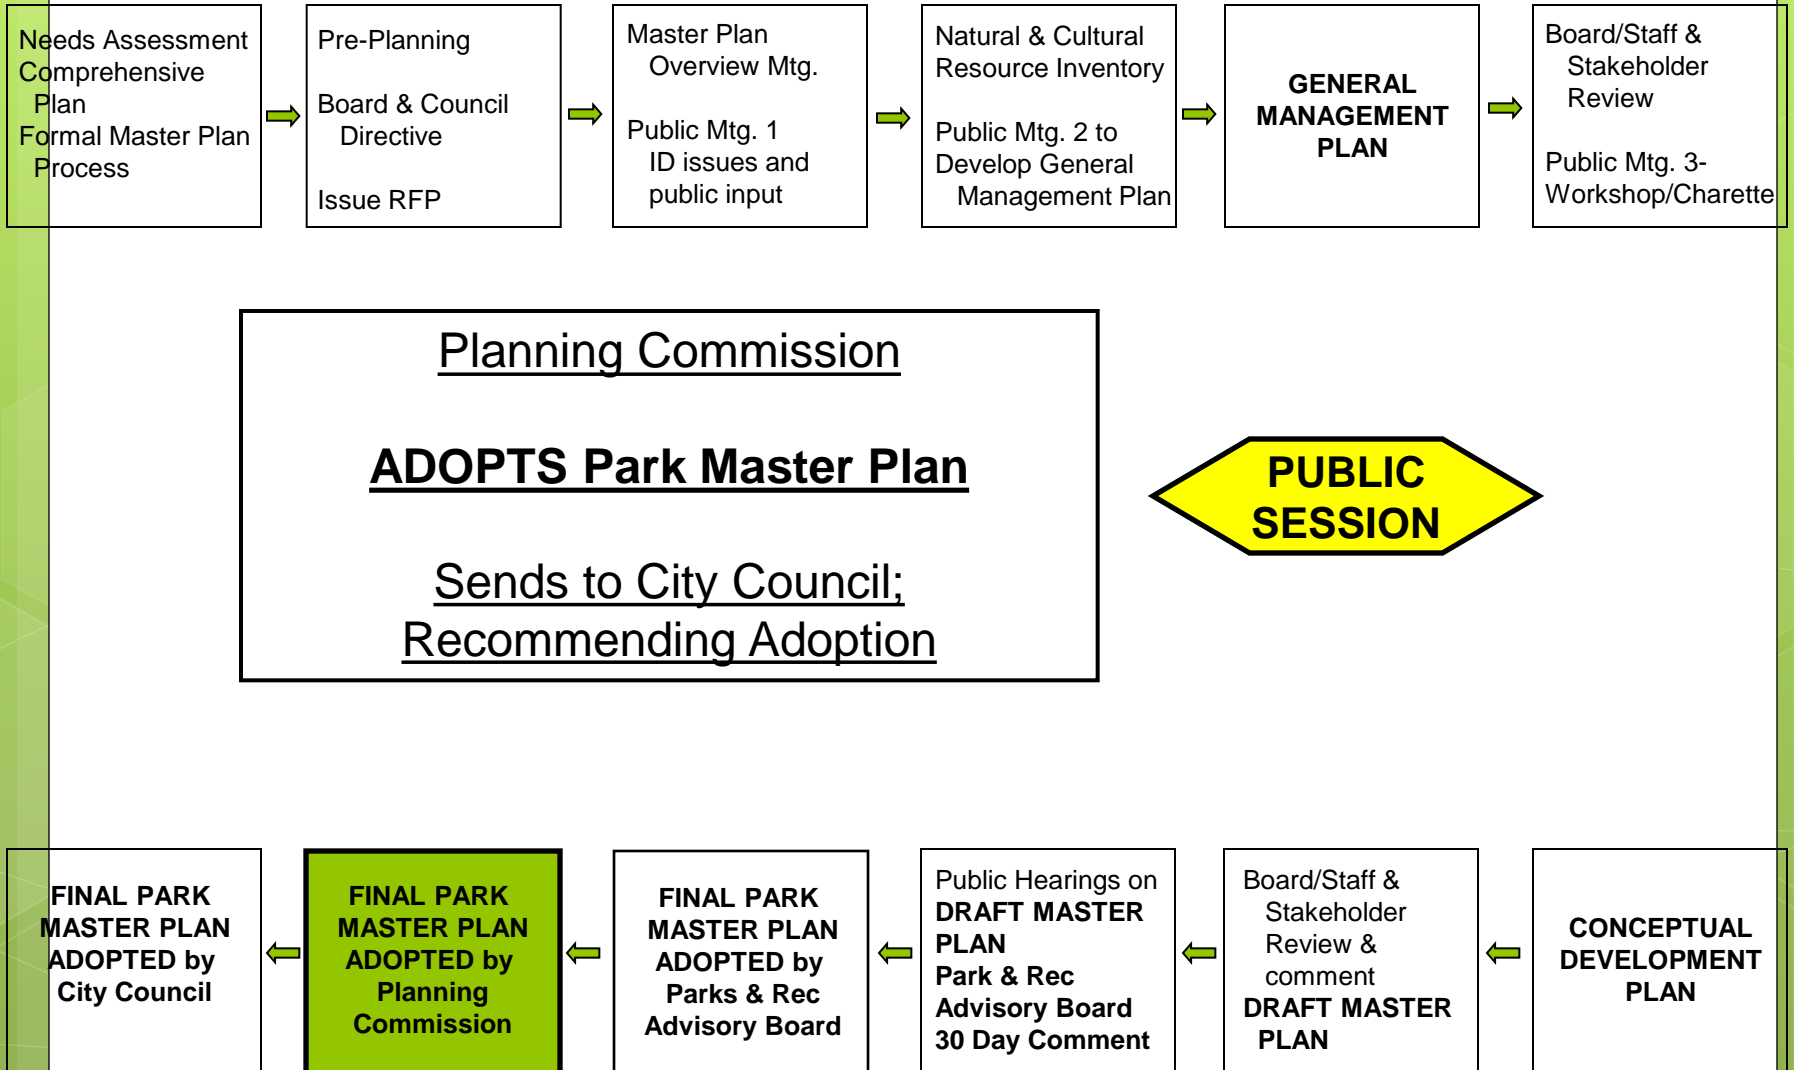 Needs Assessment
Comprehensive
Plan
Formal Master Plan
Process
Pre-Planning
Board & Council
Directive
Issue RFP
Master Plan
Overview Mtg.
Public Mtg. 1
ID issues and
public input
Natural & Cultural
Resource Inventory
Public Mtg. 2 to
Develop General
Management Plan
GENERAL
MANAGEMENT
PLAN
Board/Staff &
Stakeholder
Review
Public Mtg. 3-
Workshop/Charette
Planning Commission
ADOPTS Park Master Plan
Sends to City Council;
Recommending Adoption
PUBLIC
SESSION
FINAL PARK
MASTER PLAN
ADOPTED by
City Council
FINAL PARK
MASTER PLAN
ADOPTED by
Planning
Commission
FINAL PARK
MASTER PLAN
ADOPTED by
Parks & Rec
Advisory Board
Public Hearings on
DRAFT MASTER
PLAN
Park & Rec
Advisory Board
30 Day Comment
Board/Staff &
Stakeholder
Review &
comment
DRAFT MASTER
PLAN
CONCEPTUAL
DEVELOPMENT
PLAN